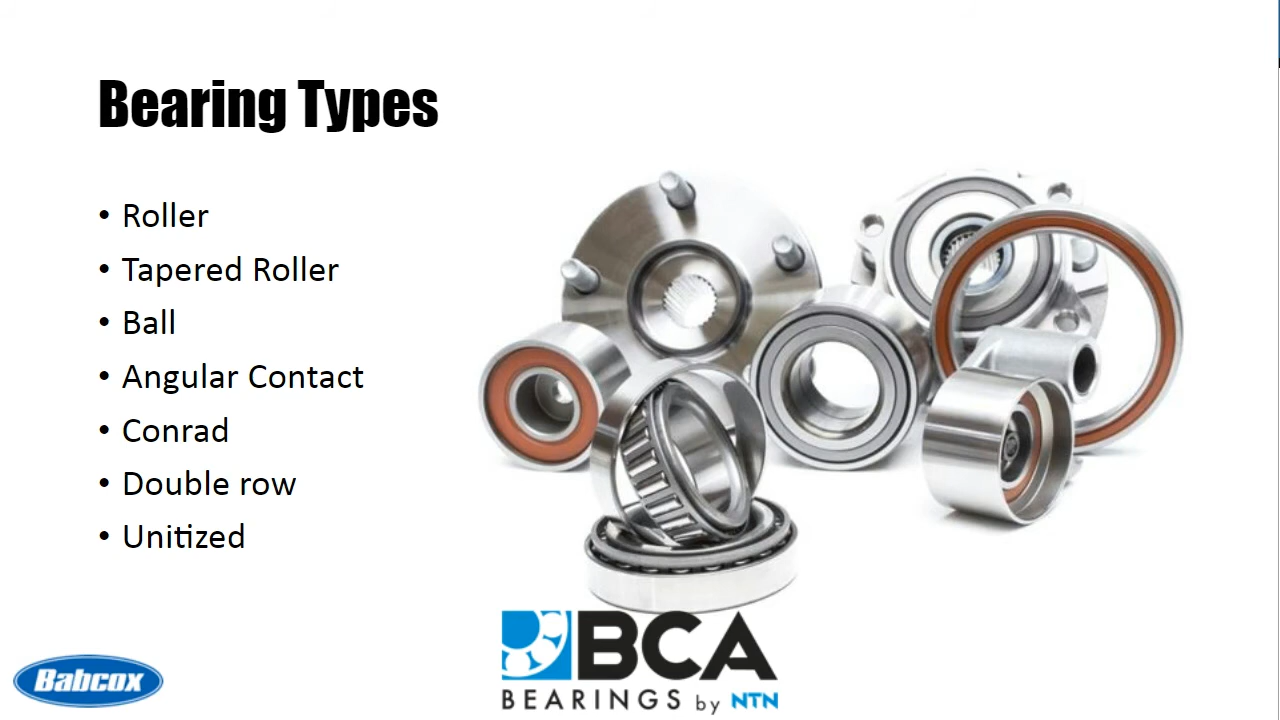 Bearing Types
• Roller
• Tapered Roller
• Ball
• Angular Contact
• Conrad
• Double row
• Unitized
BCA
BEARINGS by NTN
Babcox